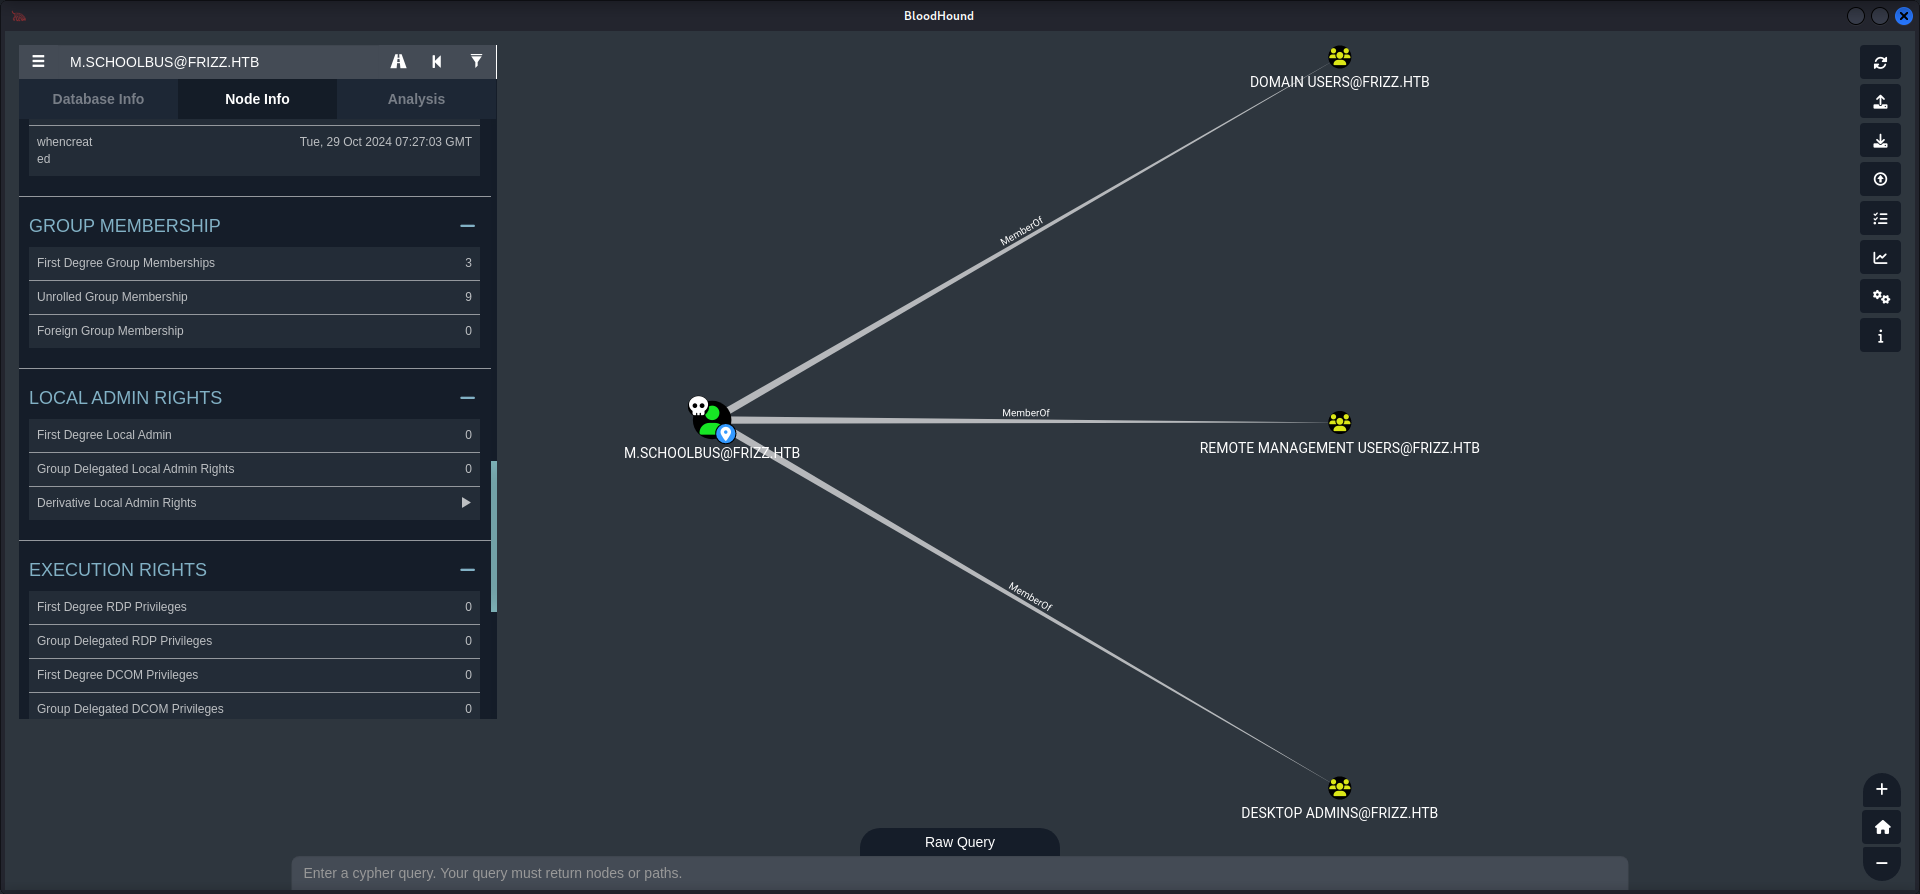 BloodHound
M.SCHOOLBUS@FRIZZ.HTB
Database Info
Node Info
Analysis
whencreat
ed
Tue, 29 Oct 2024 07:27:03 GMT
GROUP MEMBERSHIP
First Degree Group Memberships 3
Unrolled Group Membership 9
Foreign Group Membership 0
LOCAL ADMIN RIGHTS
First Degree Local Admin 0
Group Delegated Local Admin Rights 0
Derivative Local Admin Rights
EXECUTION RIGHTS
First Degree RDP Privileges 0
Group Delegated RDP Privileges 0
First Degree DCOM Privileges 0
Group Delegated DCOM Privileges 0
DOMAIN USERS@FRIZZ.HTB
MemberOf
MemberOf
M.SCHOOLBUS@FRIZZ.HTB
REMOTE MANAGEMENT USERS@FRIZZ.HTB
MemberOf
DESKTOP ADMINS@FRIZZ.HTB
Raw Query
Enter a cypher query. Your query must return nodes or paths.